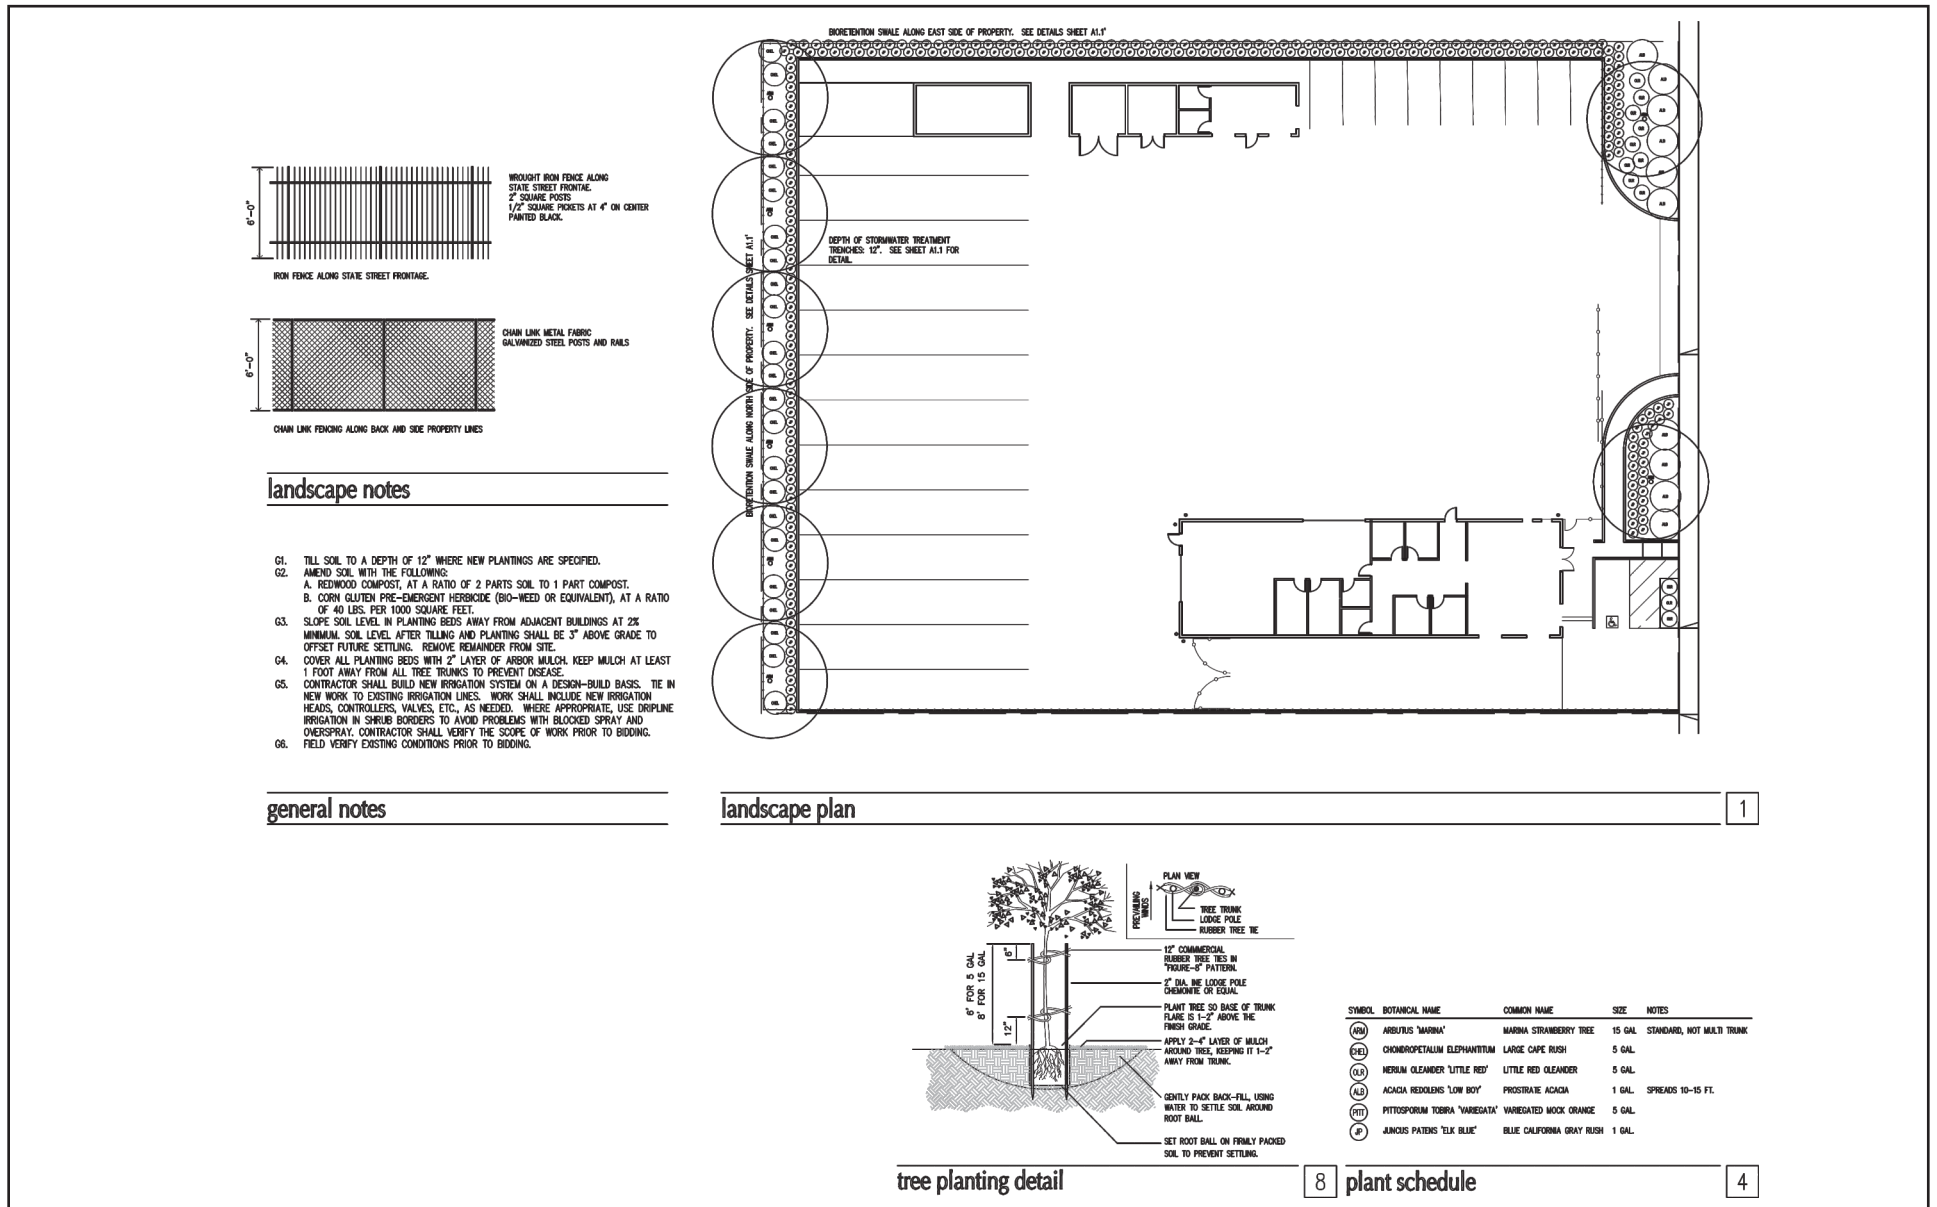 BIORETENTION SWALE ALONG EAST SIDE OF PROPERTY.  SEE DETAILS SHEET A1.1'
6'-0"
WROUGHT IRON FENCE ALONG
STATE STREET FRONTAE.
2" SQUARE POSTS
1/2" SQUARE PICKETS AT 4" ON CENTER
PAINTED BLACK.
IRON FENCE ALONG STATE STREET FRONTAGE.
6'-0"
CHAIN LINK METAL FABRIC
GALVANIZED STEEL POSTS AND RAILS
CHAIN LINK FENCING ALONG BACK AND SIDE PROPERTY LINES
landscape notes
G1. TILL SOIL TO A DEPTH OF 12" WHERE NEW PLANTINGS ARE SPECIFIED.
G2. AMEND SOIL WITH THE FOLLOWING:
A. REDWOOD COMPOST, AT A RATIO OF 2 PARTS SOIL TO 1 PART COMPOST.
B. CORN GLUTEN PRE-EMERGENT HERBICIDE (BIO-WEED OR EQUIVALENT), AT A RATIO
OF 40 LBS. PER 1000 SQUARE FEET.
G3. SLOPE SOIL LEVEL IN PLANTING BEDS AWAY FROM ADJACENT BUILDINGS AT 2%
MINIMUM. SOIL LEVEL AFTER TILLING AND PLANTING SHALL BE 3" ABOVE GRADE TO
OFFSET FUTURE SETTLING. REMOVE REMAINDER FROM SITE.
G4. COVER ALL PLANTING BEDS WITH 2" LAYER OF ARBOR MULCH. KEEP MULCH AT LEAST
1 FOOT AWAY FROM ALL TREE TRUNKS TO PREVENT DISEASE.
G5. CONTRACTOR SHALL BUILD NEW IRRIGATION SYSTEM ON A DESIGN-BUILD BASIS. TIE IN
NEW WORK TO EXISTING IRRIGATION LINES. WORK SHALL INCLUDE NEW IRRIGATION
HEADS, CONTROLLERS, VALVES, ETC., AS NEEDED. WHERE APPROPRIATE, USE DRIPLINE
IRRIGATION IN SHRUB BORDERS TO AVOID PROBLEMS WITH BLOCKED SPRAY AND
OVERSPRAY. CONTRACTOR SHALL VERIFY THE SCOPE OF WORK PRIOR TO BIDDING.
G6. FIELD VERIFY EXISTING CONDITIONS PRIOR TO BIDDING.
general notes
BIORETENTION SWALE ALONG NORTH SIDE OF PROPERTY.  SEE DETAILS SHEET A1.1'
DEPTH OF STORMWATER TREATMENT
TRENCHES: 12".  SEE SHEET A1.1 FOR
DETAIL.
landscape plan
1
PLAN VIEW
PREVAILING
WINDS
TREE TRUNK
LODGE POLE
RUBBER TREE TIE
6' FOR 5 GAL
8' FOR 15 GAL
6"
12"
12" COMMMERCIAL
RUBBER TREE TIES IN
"FIGURE-8" PATTERN.
2" DIA. INE LODGE POLE
CHEMONITE OR EQUAL
PLANT TREE SO BASE OF TRUNK
FLARE IS 1-2" ABOVE THE
FINISH GRADE.
APPLY 2-4" LAYER OF MULCH
AROUND TREE, KEEPING IT 1-2"
AWAY FROM TRUNK.
GENTLY PACK BACK-FILL, USING
WATER TO SETTLE SOIL AROUND
ROOT BALL.
SET ROOT BALL ON FIRMLY PACKED
SOIL TO PREVENT SETTLING.
tree planting detail
8
SYMBOL BOTANICAL NAME COMMON NAME SIZE NOTES
ARM ARBUTUS 'MARINA' MARINA STRAWBERRY TREE 15 GAL STANDARD, NOT MULTI TRUNK
CHEL CHONDROPETALUM ELEPHANTITUM LARGE CAPE RUSH 5 GAL.
OLR NERIUM OLEANDER 'LITTLE RED' LITTLE RED OLEANDER 5 GAL.
ALB ACACIA REDOLENS 'LOW BOY' PROSTRATE ACACIA 1 GAL. SPREADS 10-15 FT.
PITT PITTOSPORUM TOBIRA 'VARIEGATA' VARIEGATED MOCK ORANGE 5 GAL.
JP JUNCUS PATENS 'ELK BLUE' BLUE CALIFORNIA GRAY RUSH 1 GAL.
plant schedule
4